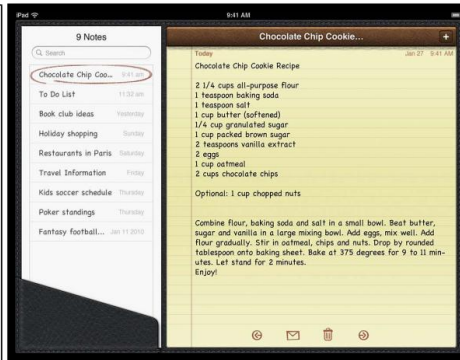 iPad
9:41 AM
9 Notes
Search
Chocolate Chip Coo... 9:41 am
To Do List 11:52 am
Book club ideas Yesterday
Holiday shopping Sunday
Restaurants in Paris Saturday
Travel Information Friday
Kids soccer schedule Thursday
Poker standings Thursday
Fantasy football... Jan 11 2010
Chocolate Chip Cookie...
+
Today Jan 27 9:41 AM
Chocolate Chip Cookie Recipe
2 1/4 cups all-purpose flour
1 teaspoon baking soda
1 teaspoon salt
1 cup butter (softened)
1/4 cup granulated sugar
1 cup packed brown sugar
2 teaspoons vanilla extract
2 eggs
1 cup oatmeal
2 cups chocolate chips
Optional: 1 cup chopped nuts
Combine flour, baking soda and salt in a small bowl. Beat butter,
sugar and vanilla in a large mixing bowl. Add eggs, mix well. Add
flour gradually. Stir in oatmeal, chips and nuts. Drop by rounded
tablespoon onto baking sheet. Bake at 375 degrees for 9 to 11 min-
utes. Let stand for 2 minutes.
Enjoy!